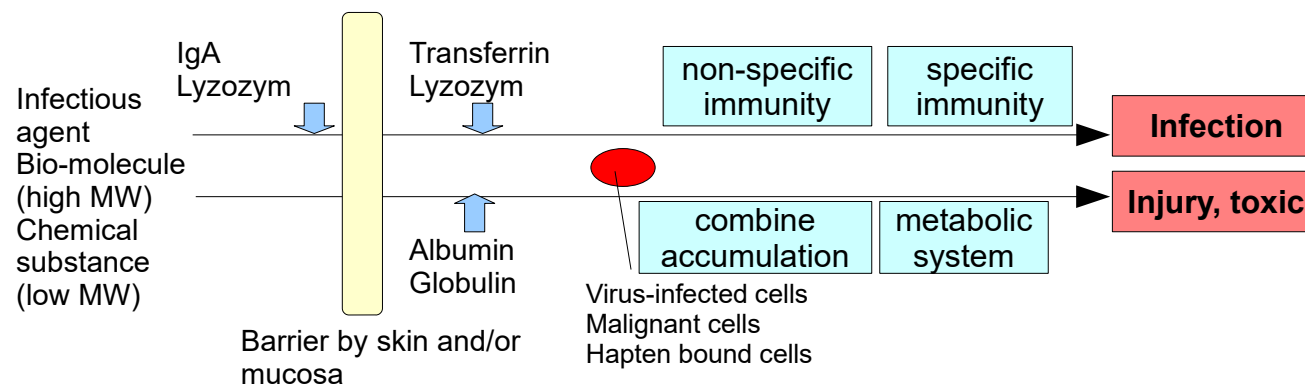 IgA
Lyzozym
Transferrin
Lyzozym
non-specific
immunity
specific
immunity
Infectious
agent
Bio-molecule
(high MW)
Chemical
substance
(low MW)
Infection
Injury, toxic
Albumin
Globulin
combine
accumulation
metabolic
system
Virus-infected cells
Malignant cells
Hapten bound cells
Barrier by skin and/or
mucosa